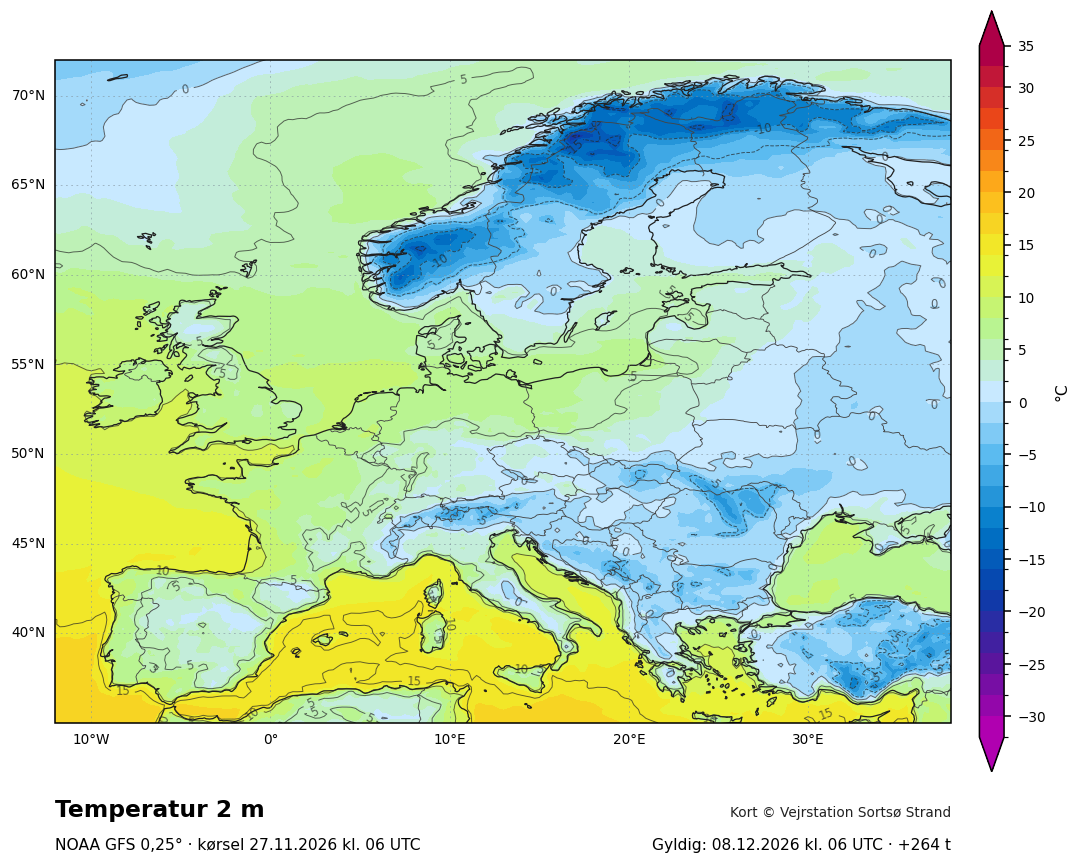 35
30
25
20
15
10
5
0
−5
−10
−15
−20
−25
−30
°C
70°N
65°N
60°N
55°N
50°N
45°N
40°N
10°W
0°
10°E
20°E
30°E
Temperatur 2 m
Kort © Vejrstation Sortsø Strand
NOAA GFS 0,25° · kørsel 27.11.2026 kl. 06 UTC
Gyldig: 08.12.2026 kl. 06 UTC · +264 t